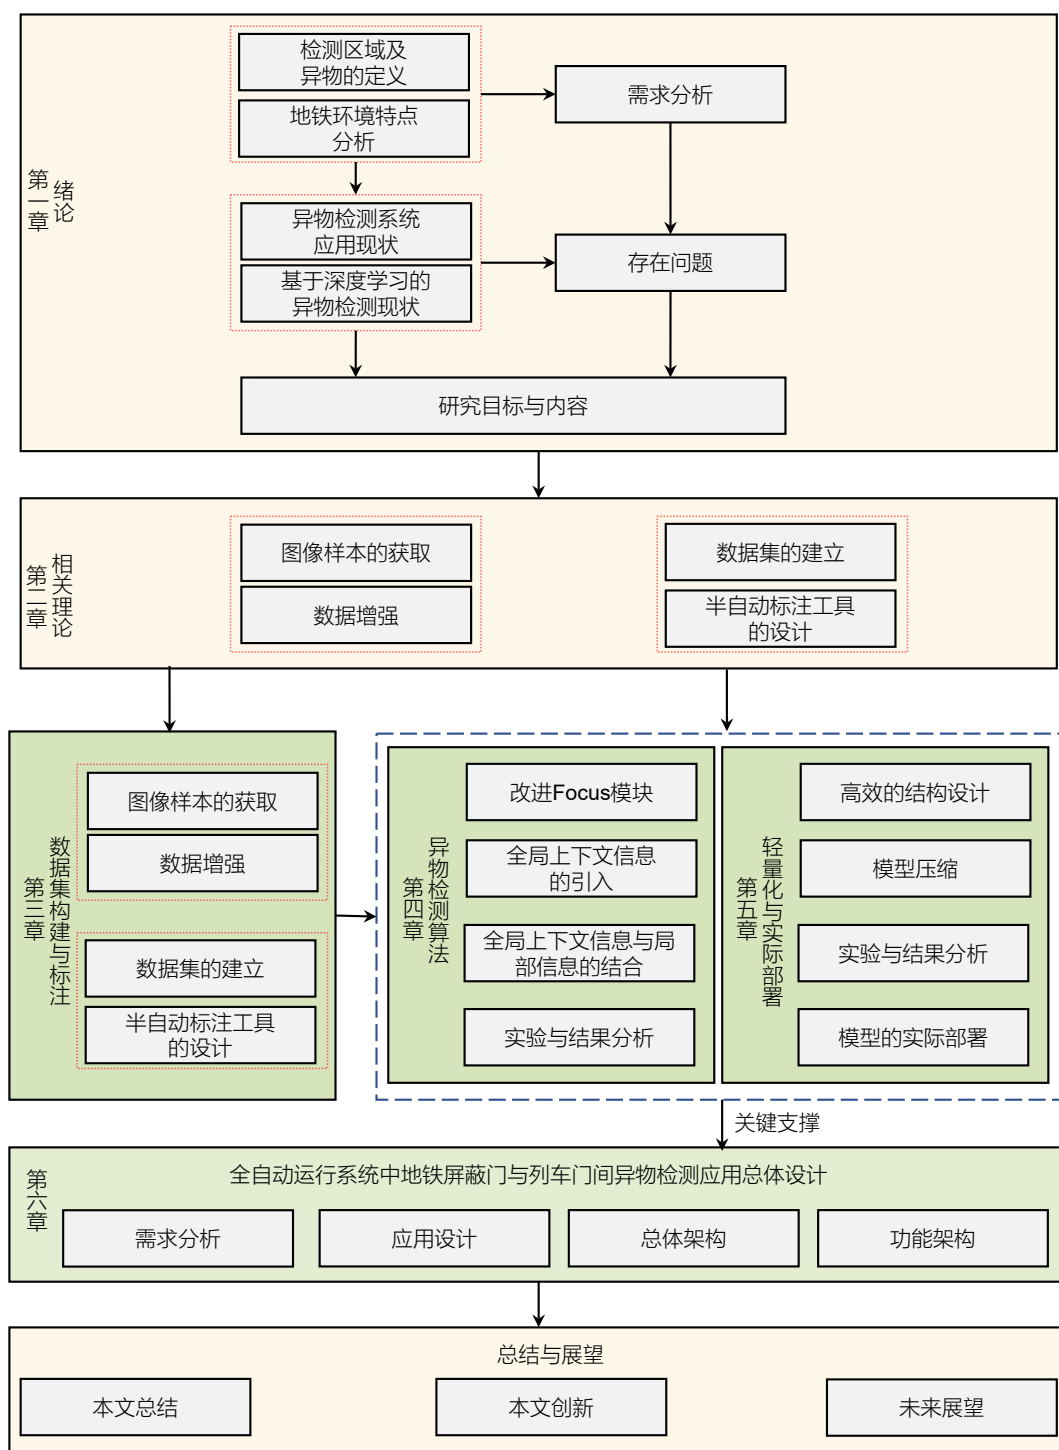 第一章
绪论
检测区域及
异物的定义
地铁环境特点
分析
需求分析
异物检测系统
应用现状
基于深度学习的
异物检测现状
存在问题
研究目标与内容
第二章
相关理论
图像样本的获取
数据增强
数据集的建立
半自动标注工具
的设计
第三章
数据集构建与标注
图像样本的获取
数据增强
数据集的建立
半自动标注工具
的设计
第四章
异物检测算法
改进Focus模块
全局上下文信息
的引入
全局上下文信息与局
部信息的结合
实验与结果分析
第五章
轻量化与实际部署
高效的结构设计
模型压缩
实验与结果分析
模型的实际部署
关键支撑
第六章
全自动运行系统中地铁屏蔽门与列车门间异物检测应用总体设计
需求分析
应用设计
总体架构
功能架构
总结与展望
本文总结
本文创新
未来展望